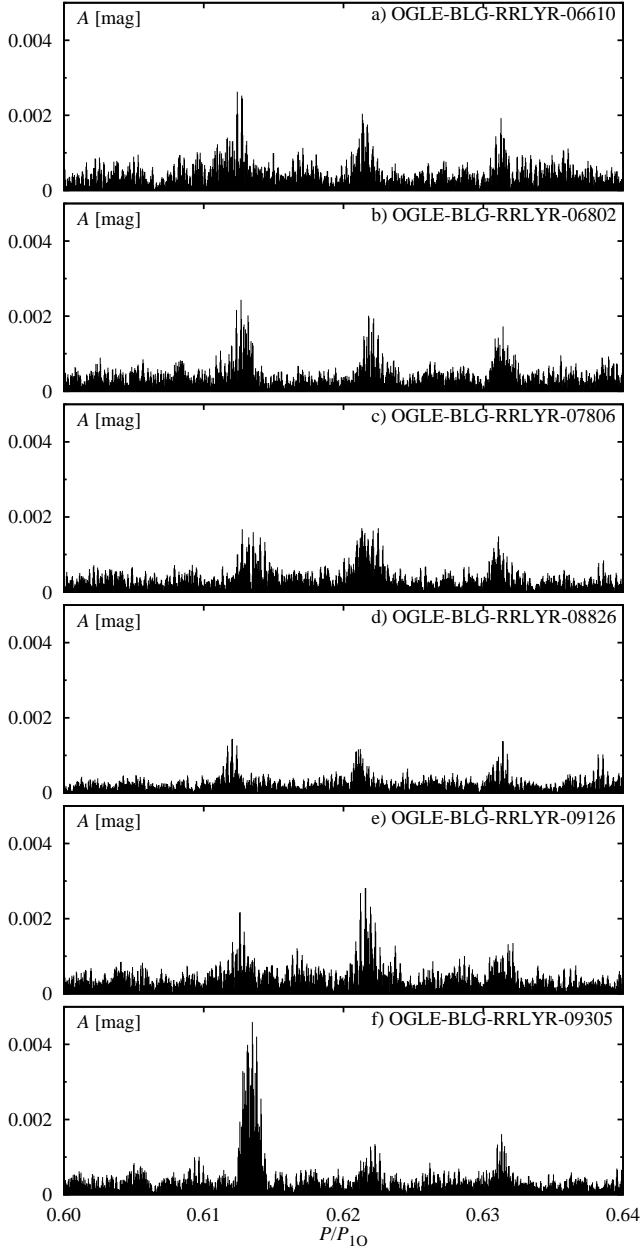 0.004
a) OGLE-BLG-RRLYR-06610
A [mag]
0.002
0
A [mag]
b) OGLE-BLG-RRLYR-06802
0.004
0.002
0
A [mag]
c) OGLE-BLG-RRLYR-07806
0.004
0.002
0
A [mag]
d) OGLE-BLG-RRLYR-08826
0.004
0.002
0
A [mag]
e) OGLE-BLG-RRLYR-09126
0.004
0.002
0
A [mag]
f) OGLE-BLG-RRLYR-09305
0.004
0.002
0
0.60 0.61 0.62 0.63 0.64
P/P1O